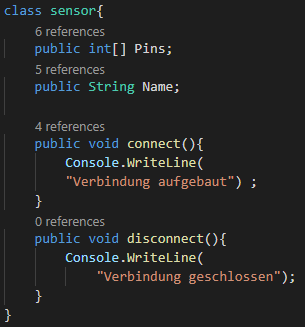 class sensor{
6 references
public int[] Pins;
5 references
public String Name;
4 references
public void connect(){
Console.WriteLine(
"Verbindung aufgebaut") ;
}
0 references
public void disconnect(){
Console.WriteLine(
"Verbindung geschlossen");
}
}